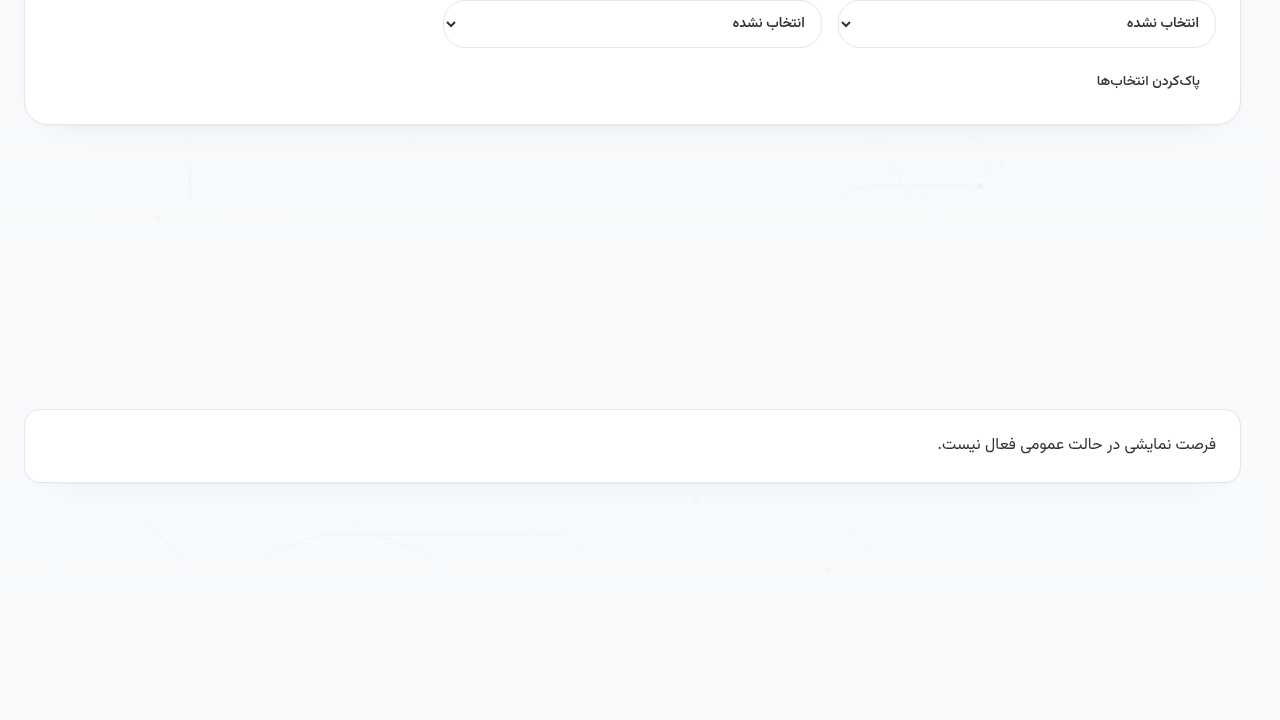 انتخاب نشده
انتخاب نشده
پاک‌کردن انتخاب‌ها
فرصت نمایشی در حالت عمومی فعال نیست.